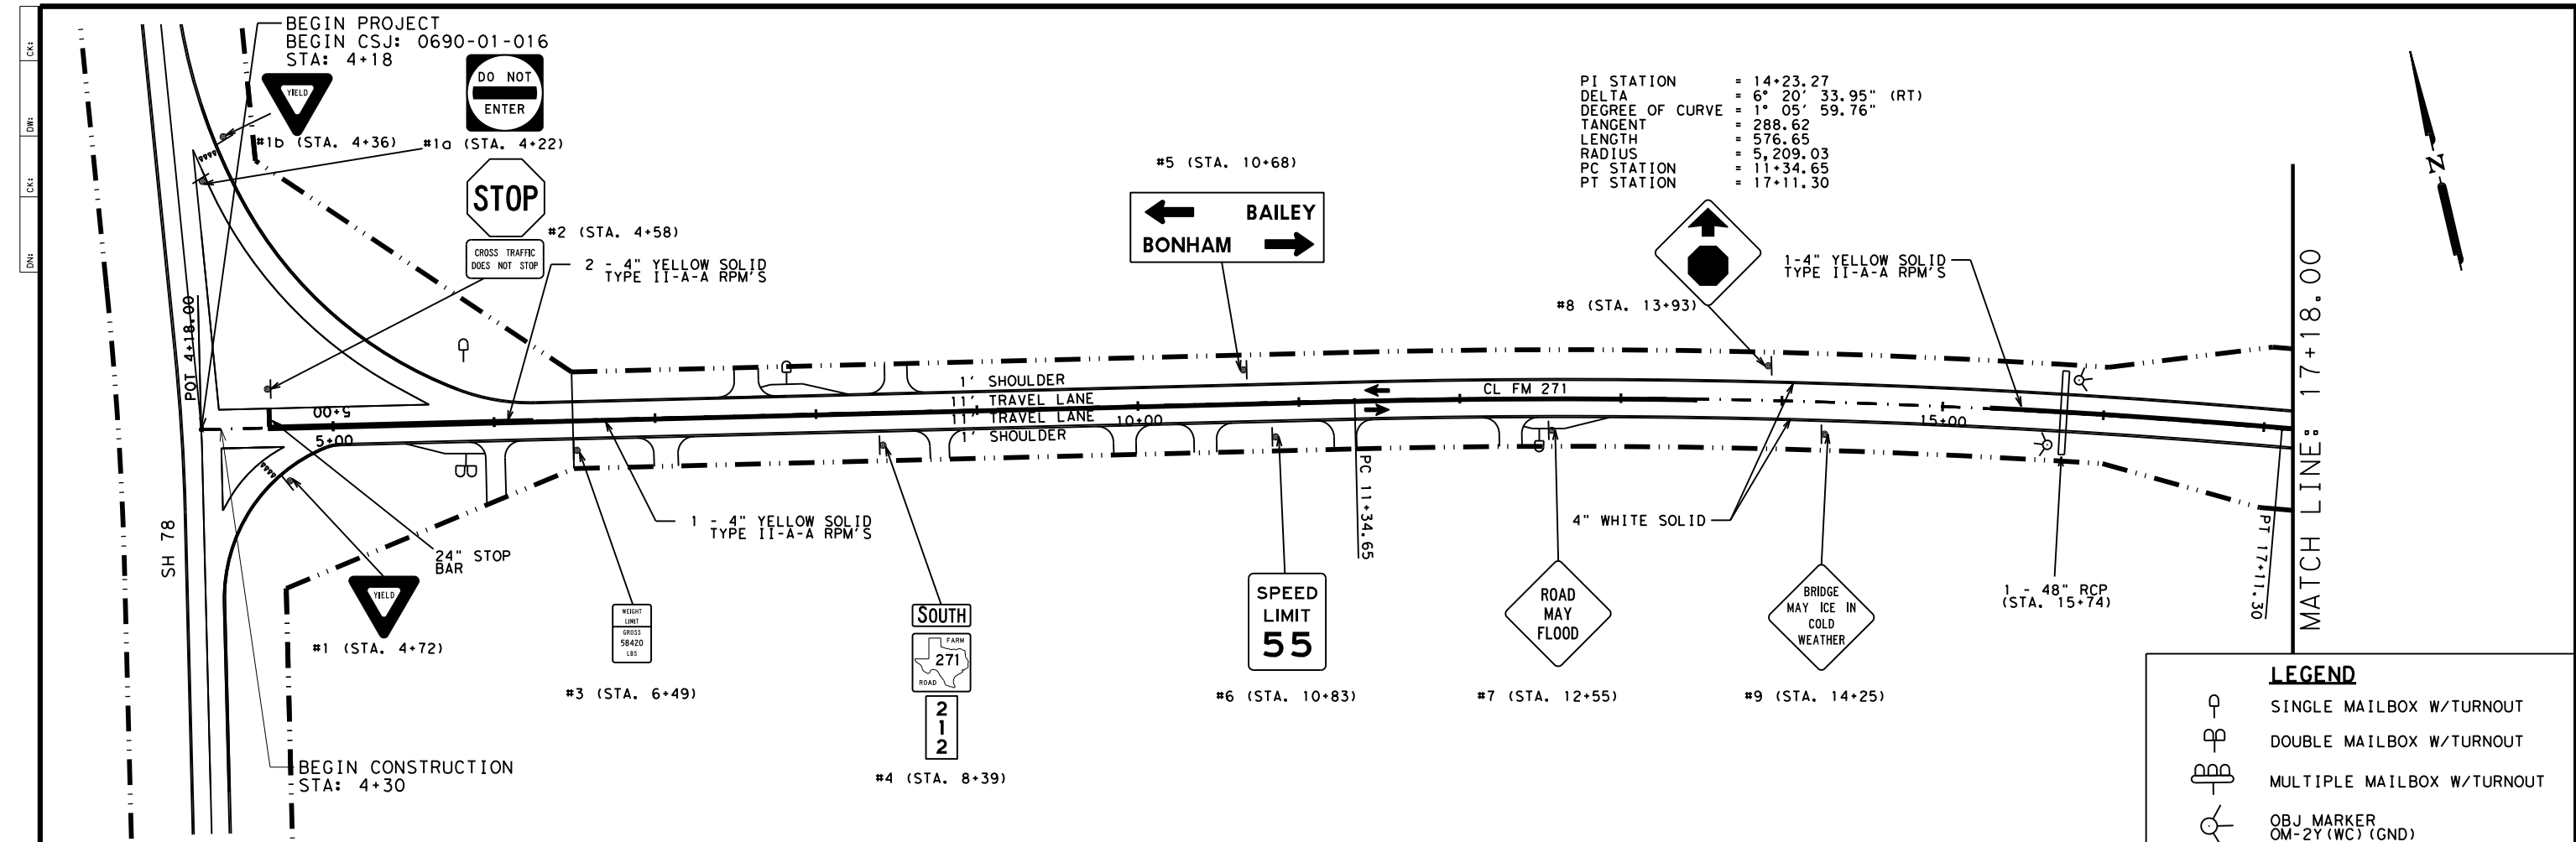 CK:
DW:
CK:
DN:
BEGIN PROJECT
BEGIN CSJ: 0690-01-016
STA: 4+18
YIELD
#1b (STA. 4+36)
DO NOT
ENTER
#1a (STA. 4+22)
STOP
#2 (STA. 4+58)
CROSS TRAFFIC
DOES NOT STOP
2 - 4" YELLOW SOLID
TYPE II-A-A RPM'S
#5 (STA. 10+68)
BAILEY
BONHAM
PI STATION = 14+23.27
DELTA = 6° 20' 33.95" (RT)
DEGREE OF CURVE = 1° 05' 59.76"
TANGENT = 288.62
LENGTH = 576.65
RADIUS = 5,209.03
PC STATION = 11+34.65
PT STATION = 17+11.30
#8 (STA. 13+93)
1-4" YELLOW SOLID
TYPE II-A-A RPM'S
N
MATCH LINE: 17+18.00
POT 4+18.00
5+00
5+00
1' SHOULDER
11' TRAVEL LANE
11' TRAVEL LANE
1' SHOULDER
10+00
CL FM 271
15+00
SH 78
24" STOP
BAR
YIELD
#1 (STA. 4+72)
BEGIN CONSTRUCTION
STA: 4+30
1 - 4" YELLOW SOLID
TYPE II-A-A RPM'S
WEIGHT
LIMIT
GROSS
58420
LBS
#3 (STA. 6+49)
SOUTH
FARM
271
ROAD
2
1
2
#4 (STA. 8+39)
PC 11+34.65
SPEED
LIMIT
55
#6 (STA. 10+83)
ROAD
MAY
FLOOD
#7 (STA. 12+55)
4" WHITE SOLID
BRIDGE
MAY ICE IN
COLD
WEATHER
#9 (STA. 14+25)
1 - 48" RCP
(STA. 15+74)
PT 17+11.30
LEGEND
SINGLE MAILBOX W/TURNOUT
DOUBLE MAILBOX W/TURNOUT
MULTIPLE MAILBOX W/TURNOUT
OBJ MARKER
OM-2Y(WC)(GND)